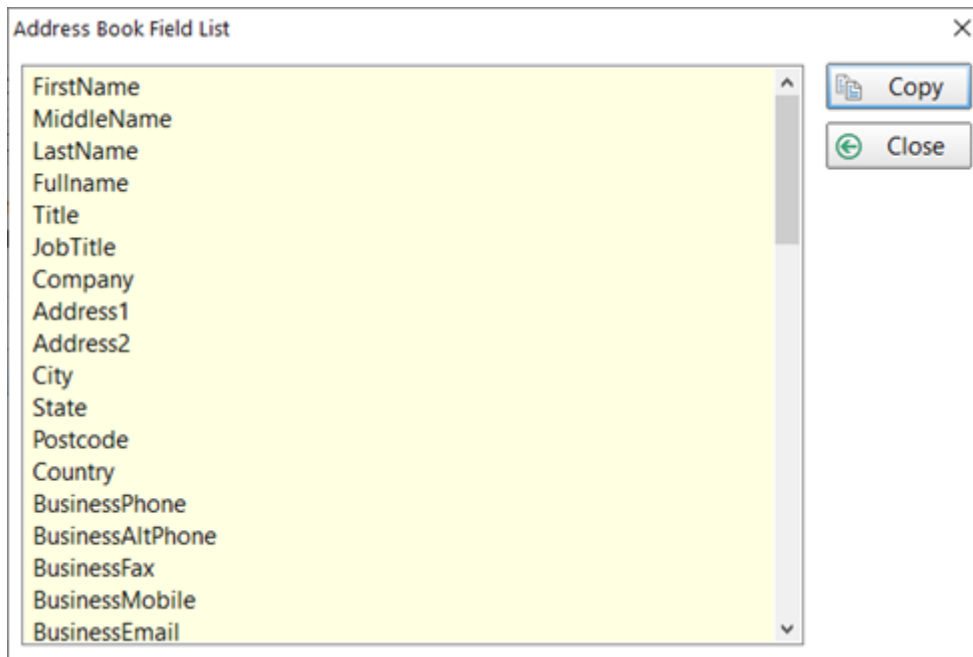 Address Book Field List
FirstName
MiddleName
LastName
Fullname
Title
JobTitle
Company
Address1
Address2
City
State
Postcode
Country
BusinessPhone
BusinessAltPhone
BusinessFax
BusinessMobile
BusinessEmail
Copy
Close